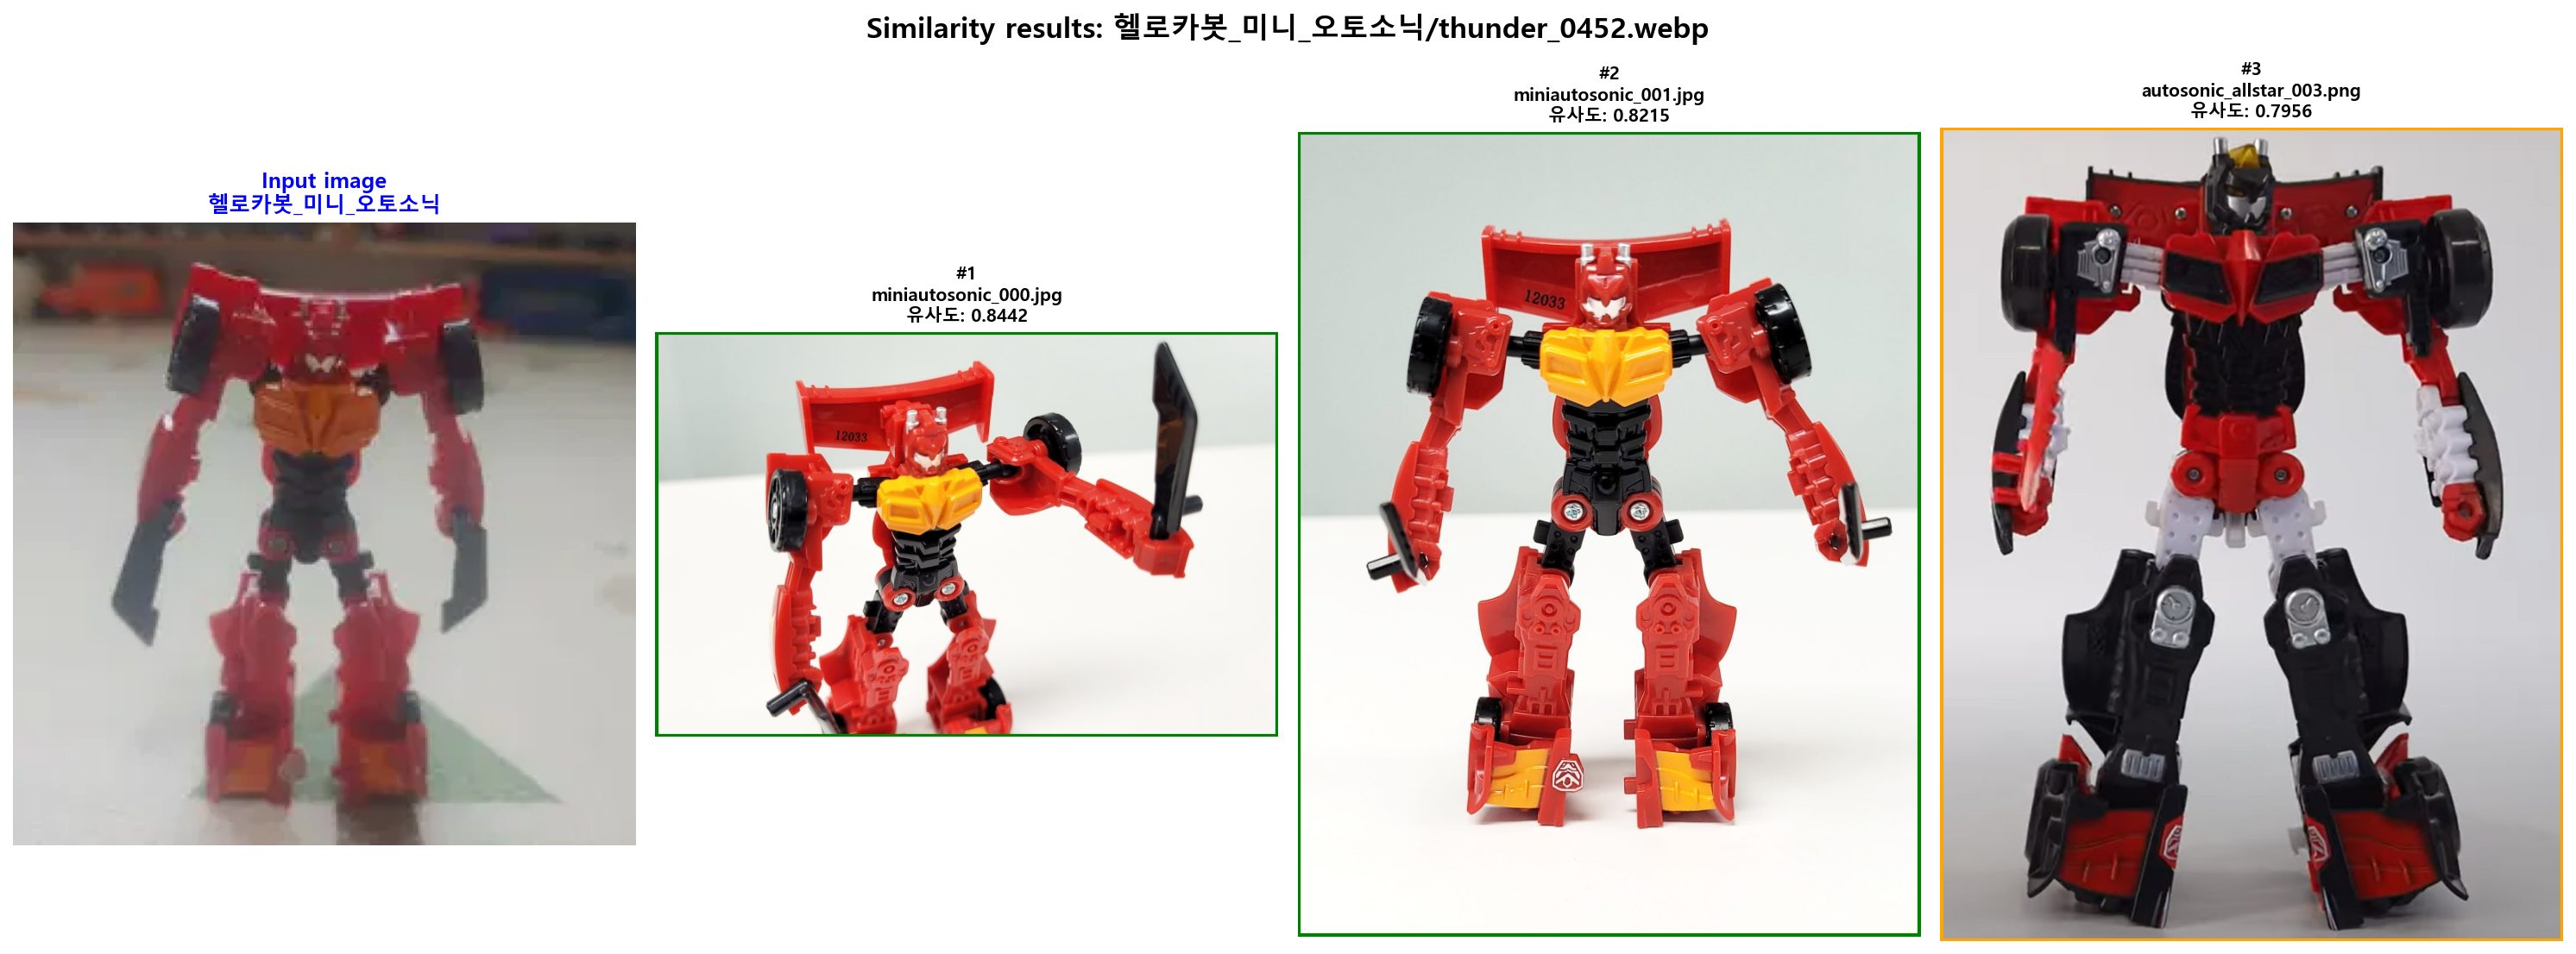 Similarity results: 헬로카봇_미니_오토소닉/thunder_0452.webp
Input image
헬로카봇_미니_오토소닉
#1
miniautosonic_000.jpg
유사도: 0.8442
12033
#2
miniautosonic_001.jpg
유사도: 0.8215
12033
#3
autosonic_allstar_003.png
유사도: 0.7956